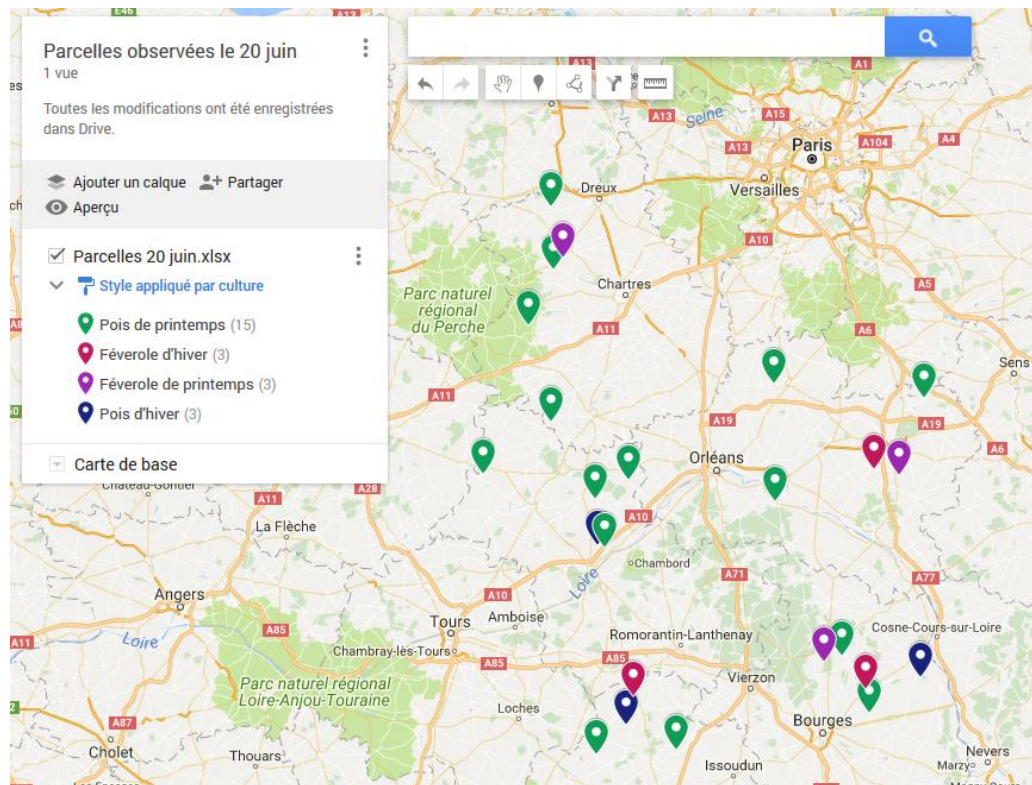 E46
A13
Parcelles observées le 20 juin
1 vue
Toutes les modifications ont été enregistrées
dans Drive.
Ajouter un calque Partager
Aperçu
Parcelles 20 juin.xlsx
Style appliqué par culture
Pois de printemps (15)
Féverole d'hiver (3)
Féverole de printemps (3)
Pois d'hiver (3)
Carte de base
A13
A1
A13
Seine
A15
A13
Paris
A104
A4
Dreux
Versailles
A10
Chartres
A5
Parc naturel
régional
du Perche
A11
A6
Sens
A11
A19
A19
Orléans
A6
Château-Gontier
A11
A28
La Flèche
A10
Chambord
A71
A77
Angers
A10
Loire
Tours
Amboise
A11
Loire
A85
Romorantin-Lanthenay
Cosne-Cours-sur-Loire
Chambray-lès-Tours
A85
A85
Vierzon
Parc naturel régional
Loire-Anjou-Touraine
Loches
A87
Bourges
Cholet
Thouars
Nevers
Issoudun
Marzy